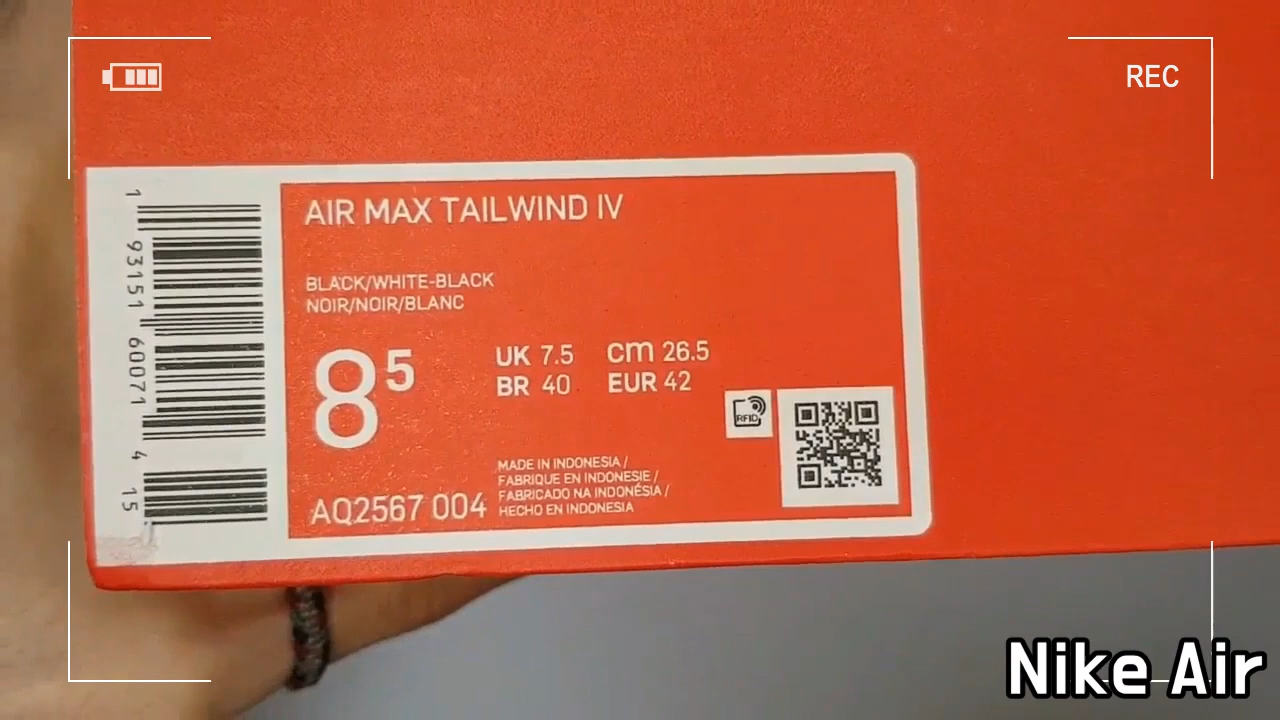 REC
AIR MAX TAILWIND IV
BLACK/WHITE-BLACK
NOIR/NOIR/BLANC
8 5
UK 7.5 cm 26.5
BR 40 EUR 42
RFID
MADE IN INDONESIA /
FABRIQUE EN INDONESIE /
FABRICADO NA INDONÉSIA /
HECHO EN INDONESIA
AQ2567 004
1 93151 60071 4 15
Nike Air